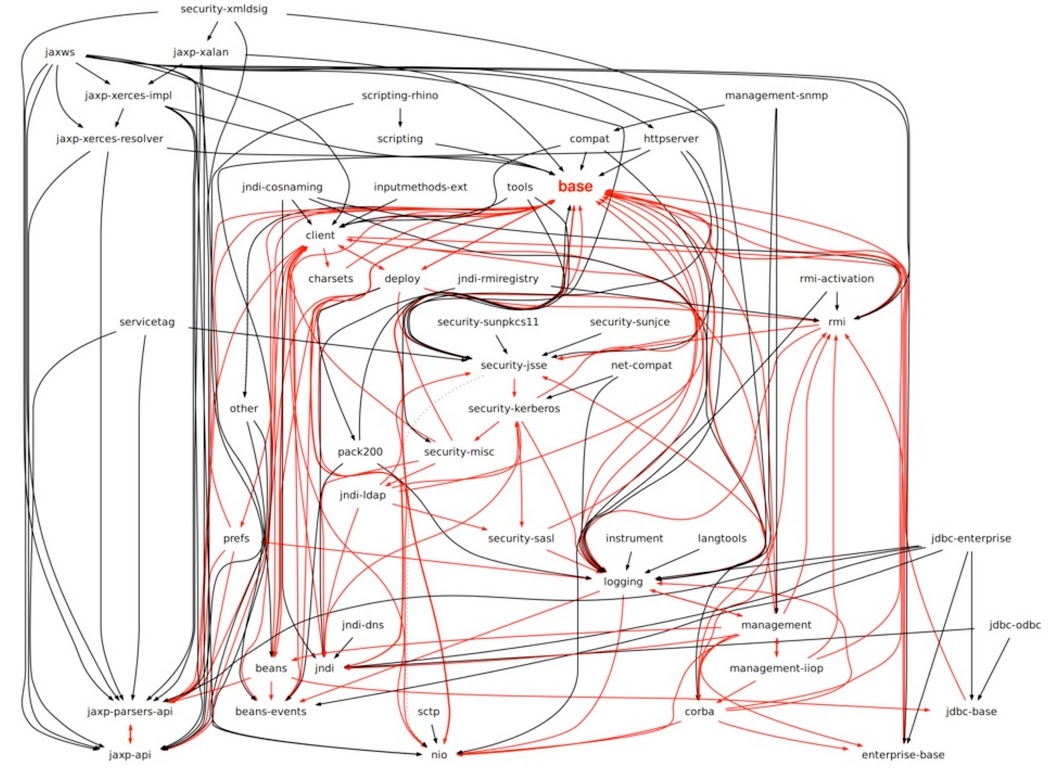 security-xmldsig
jaxws
jaxp-xalan
jaxp-xerces-impl
scripting-rhino
management-snmp
jaxp-xerces-resolver
scripting
compat
httpserver
jndi-cosnaming
inputmethods-ext
tools
base
client
charsets
deploy
jndi-rmiregistry
rmi-activation
servicetag
security-sunpkcs11
security-sunjce
rmi
security-jsse
net-compat
other
security-kerberos
pack200
security-misc
jndi-ldap
prefs
security-sasl
instrument
langtools
jdbc-enterprise
logging
jndi-dns
management
jdbc-odbc
beans
jndi
management-iiop
jaxp-parsers-api
beans-events
sctp
corba
jdbc-base
jaxp-api
nio
enterprise-base